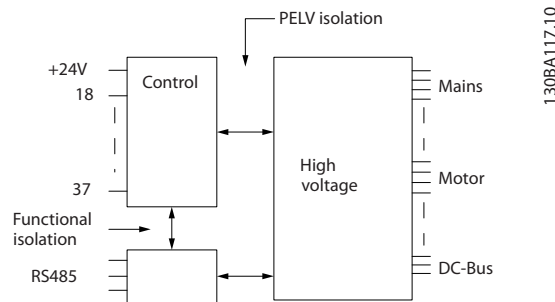 PELV isolation
+24V
Control
18
37
High
voltage
Mains
Motor
DC-Bus
Functional
isolation
RS485
130BA117.10